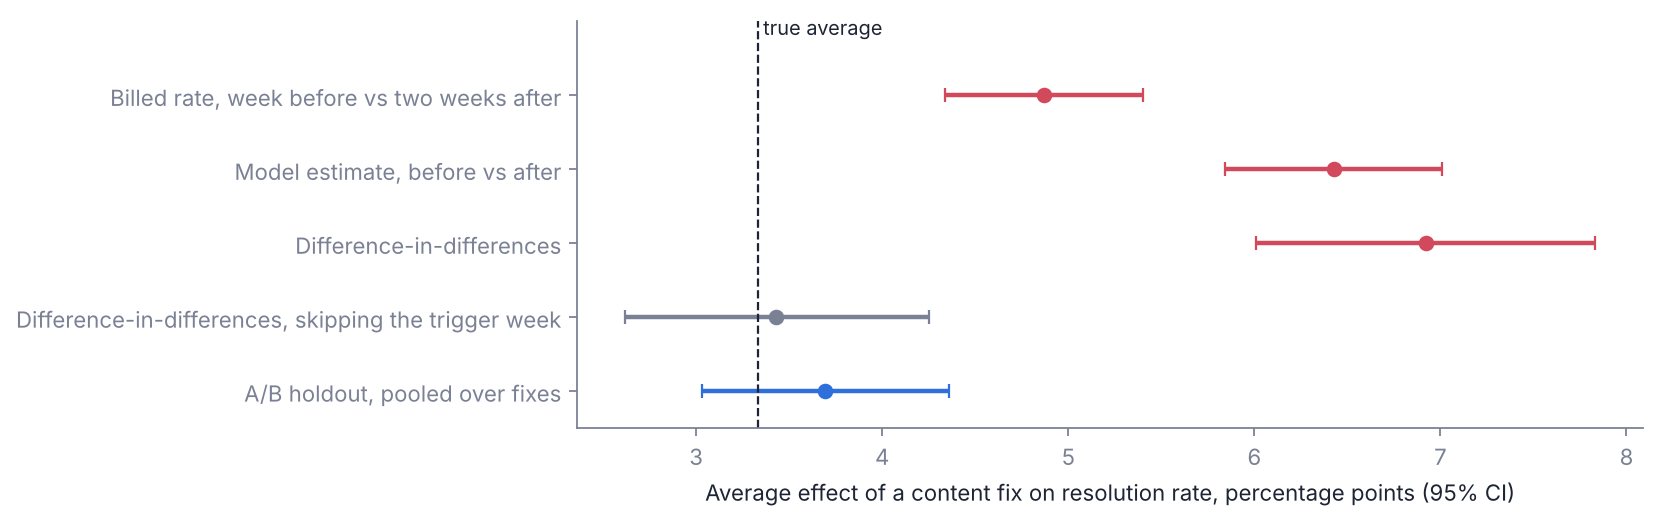 true average
Billed rate, week before vs two weeks after
Model estimate, before vs after
Difference-in-differences
Difference-in-differences, skipping the trigger week
A/B holdout, pooled over fixes
3 4 5 6 7 8
Average effect of a content fix on resolution rate, percentage points (95% CI)